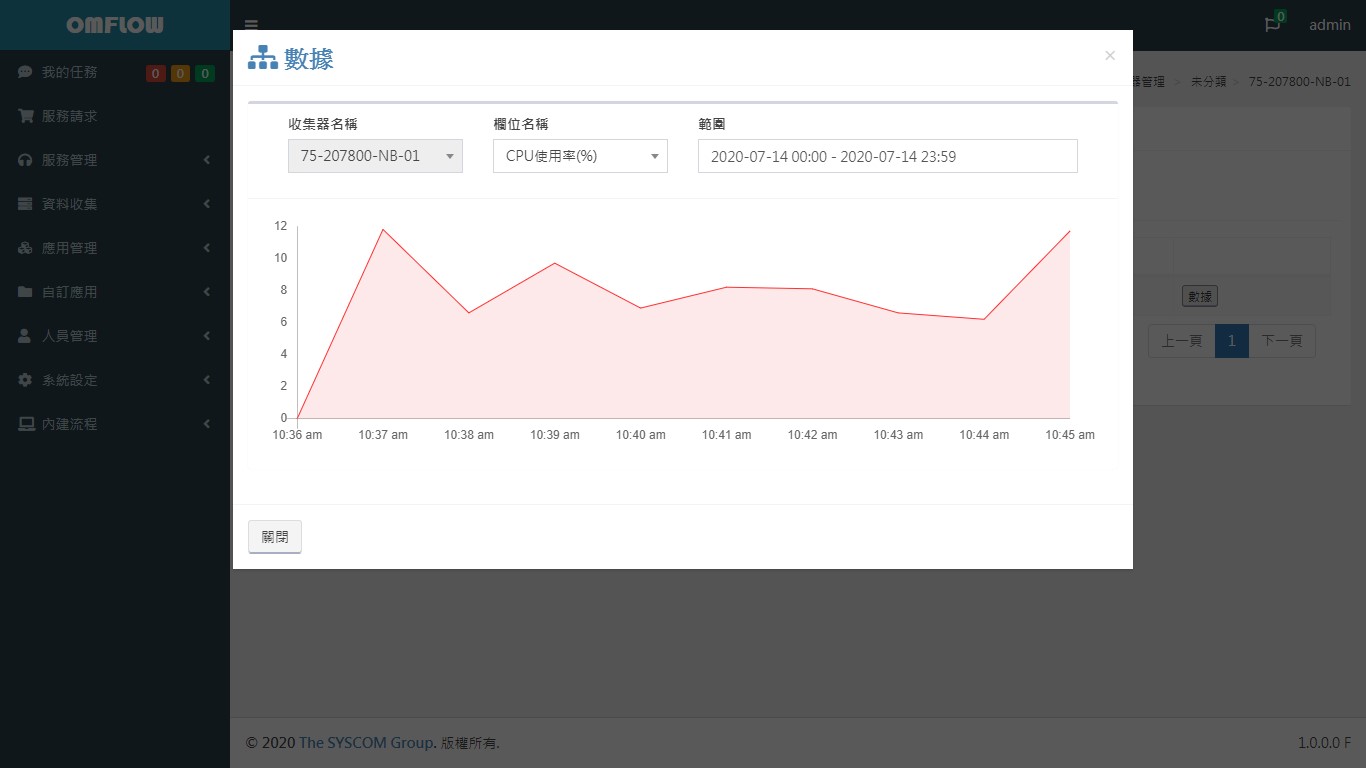 OMFLOW
0
admin
數據
×
我的任務 0 0 0
服務請求
服務管理
資料收集
應用管理
自訂應用
人員管理
系統設定
內建流程
器管理 > 未分類 > 75-207800-NB-01
收集器名稱 欄位名稱 範圍
75-207800-NB-01 CPU使用率(%) 2020-07-14 00:00 - 2020-07-14 23:59
12
10
8
6
4
2
0
10:36 am 10:37 am 10:38 am 10:39 am 10:40 am 10:41 am 10:42 am 10:43 am 10:44 am 10:45 am
數據
上一頁 1 下一頁
關閉
© 2020 The SYSCOM Group. 版權所有.
1.0.0.0 F